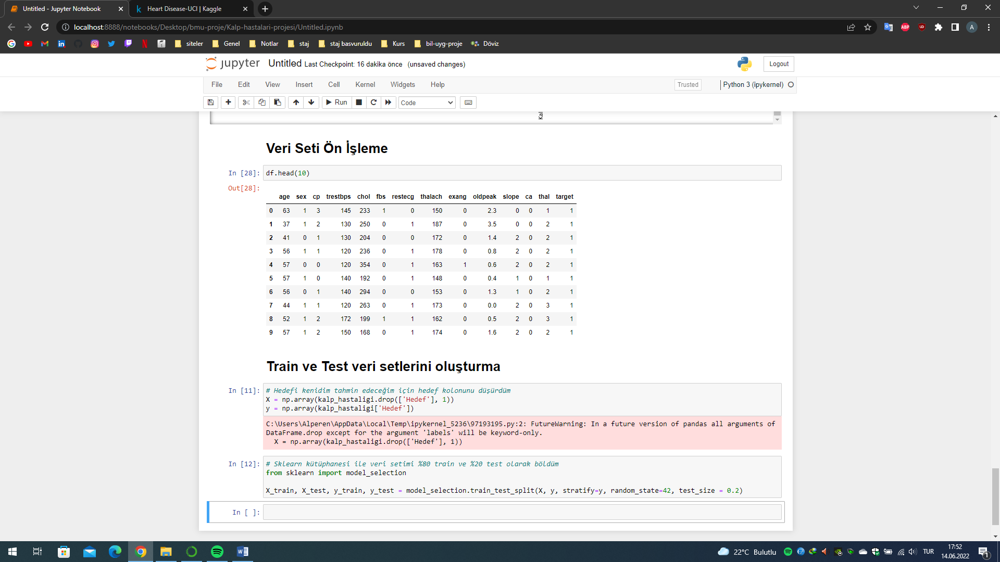 Untitled - Jupyter Notebook
Heart Disease-UCI | Kaggle
localhost:8888/notebooks/Desktop/bmu-proje/Kalp-hastalari-projesi/Untitled.ipynb
ABP
A
siteler Genel Notlar staj staj basvuruldu Kurs bil-uyg-proje Döviz
jupyter Untitled Last Checkpoint: 16 dakika önce (unsaved changes)
Logout
File Edit View Insert Cell Kernel Widgets Help
Trusted Python 3 (ipykernel)
Run Code
Kal
Veri Seti Ön İşleme
In [28]: df.head(10)
Out[28]:
age sex cp trestbps chol fbs restecg thalach exang oldpeak slope ca thal target
0 63 1 3 145 233 1 0 150 0 2.3 0 0 1 1
1 37 1 2 130 250 0 1 187 0 3.5 0 0 2 1
2 41 0 1 130 204 0 0 172 0 1.4 2 0 2 1
3 56 1 1 120 236 0 1 178 0 0.8 2 0 2 1
4 57 0 0 120 354 0 1 163 1 0.6 2 0 2 1
5 57 1 0 140 192 0 1 148 0 0.4 1 0 1 1
6 56 0 1 140 294 0 0 153 0 1.3 1 0 2 1
7 44 1 1 120 263 0 1 173 0 0.0 2 0 3 1
8 52 1 2 172 199 1 1 162 0 0.5 2 0 3 1
9 57 1 2 150 168 0 1 174 0 1.6 2 0 2 1
Train ve Test veri setlerini oluşturma
In [11]: # Hedefi kenidim tahmin edeceğim için hedef kolonunu düşürdüm
X = np.array(kalp_hastaligi.drop(['Hedef'], 1))
y = np.array(kalp_hastaligi['Hedef'])
C:\Users\Alperen\AppData\Local\Temp\ipykernel_5236\97193195.py:2: FutureWarning: In a future version of pandas all arguments of
DataFrame.drop except for the argument 'labels' will be keyword-only.
X = np.array(kalp_hastaligi.drop(['Hedef'], 1))
In [12]: # Sklearn kütüphanesi ile veri setimi %80 train ve %20 test olarak böldüm
from sklearn import model_selection
X_train, X_test, y_train, y_test = model_selection.train_test_split(X, y, stratify=y, random_state=42, test_size = 0.2)
In [ ]:
22°C Bulutlu
TUR
17:52
14.06.2022
1